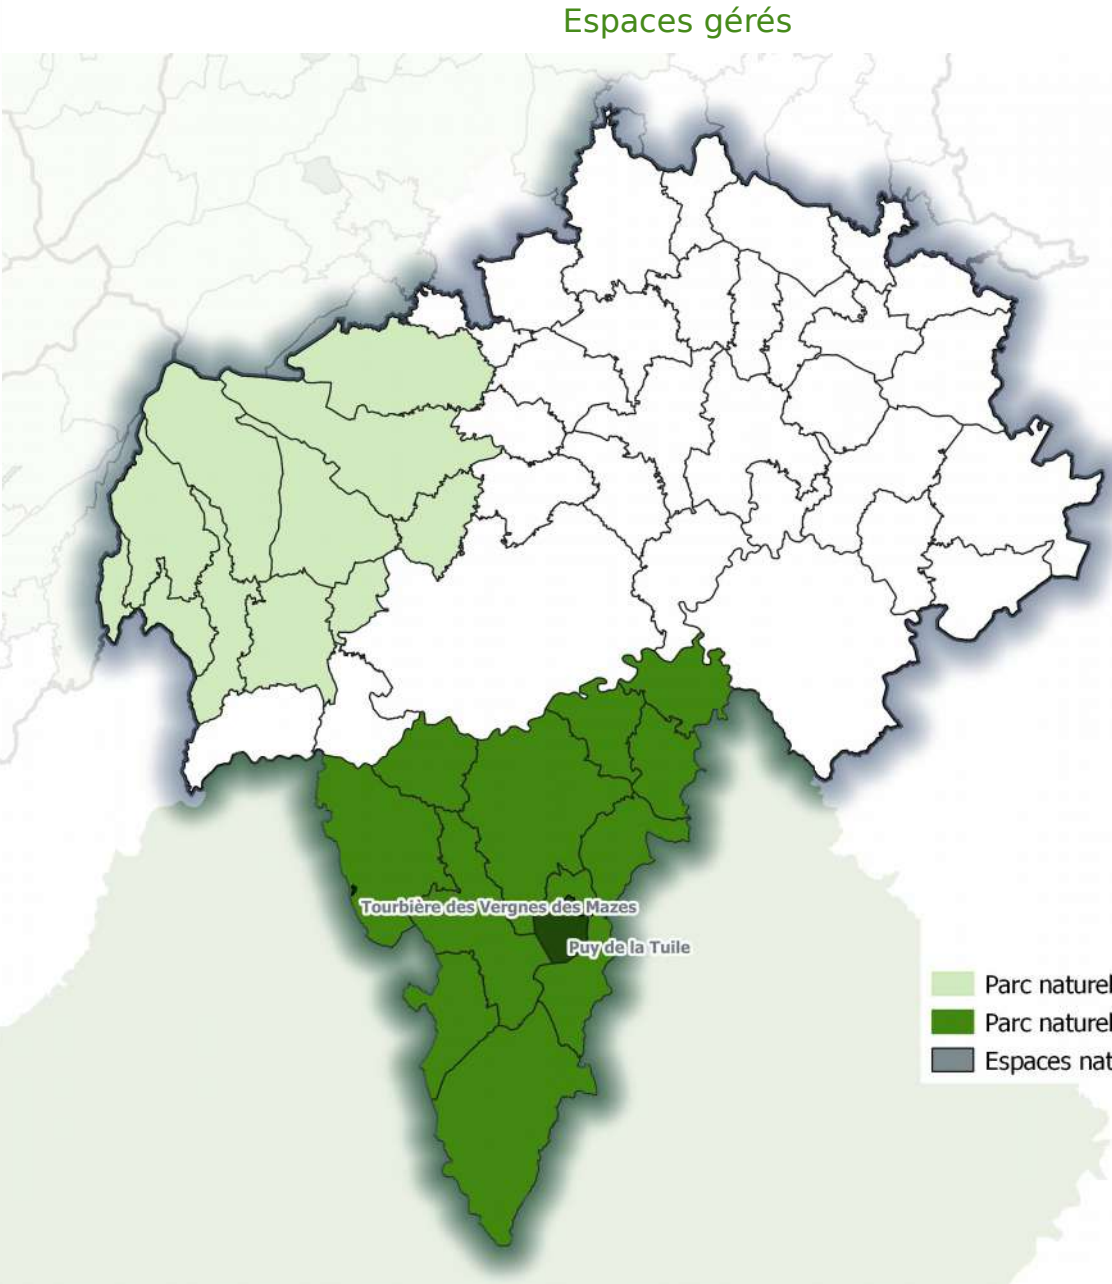 Espaces gérés
Tourbière des Vergnes des Mazes
Puy de la Tuile
Parc naturel
Parc naturel
Espaces nat